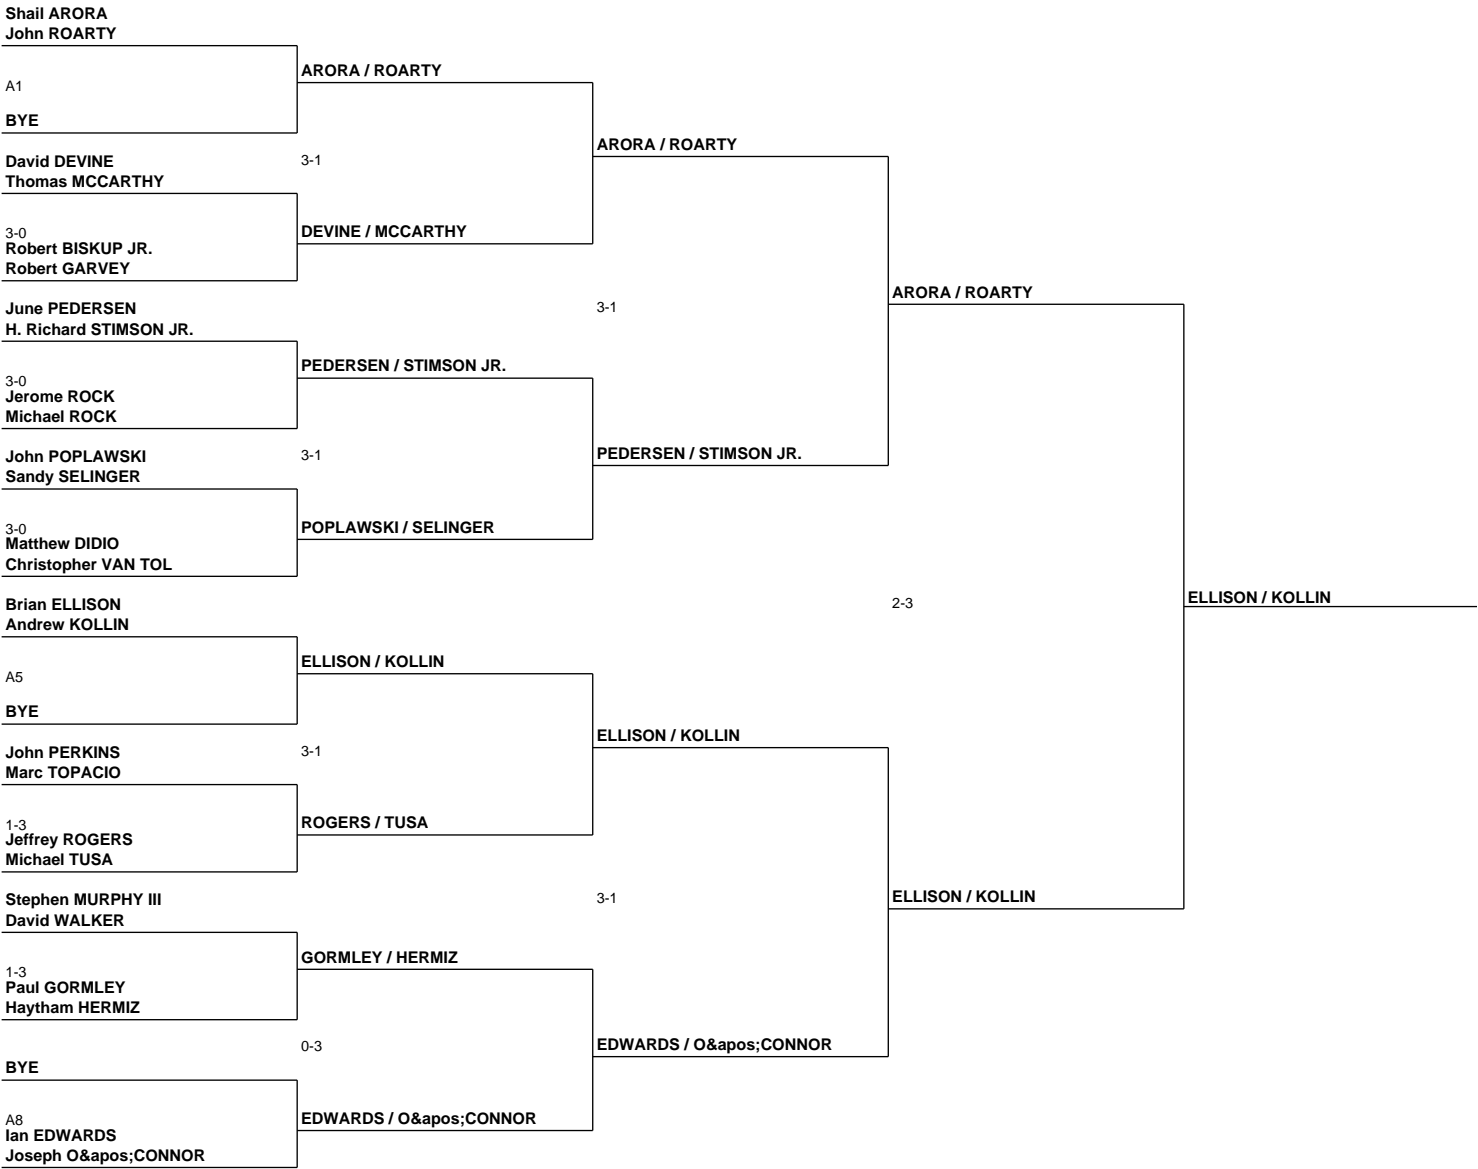 Shail ARORA
John ROARTY
A1
BYE
David DEVINE
Thomas MCCARTHY
3-0
Robert BISKUP JR.
Robert GARVEY
June PEDERSEN
H. Richard STIMSON JR.
3-0
Jerome ROCK
Michael ROCK
John POPLAWSKI
Sandy SELINGER
3-0
Matthew DIDIO
Christopher VAN TOL
Brian ELLISON
Andrew KOLLIN
A5
BYE
John PERKINS
Marc TOPACIO
1-3
Jeffrey ROGERS
Michael TUSA
Stephen MURPHY III
David WALKER
1-3
Paul GORMLEY
Haytham HERMIZ
BYE
A8
Ian EDWARDS
Joseph O&amp;apos;CONNOR
ARORA / ROARTY
3-1
DEVINE / MCCARTHY
PEDERSEN / STIMSON JR.
3-1
POPLAWSKI / SELINGER
ELLISON / KOLLIN
3-1
ROGERS / TUSA
GORMLEY / HERMIZ
0-3
EDWARDS / O&amp;apos;CONNOR
ARORA / ROARTY
3-1
PEDERSEN / STIMSON JR.
ELLISON / KOLLIN
3-1
EDWARDS / O&amp;apos;CONNOR
ARORA / ROARTY
2-3
ELLISON / KOLLIN
ELLISON / KOLLIN